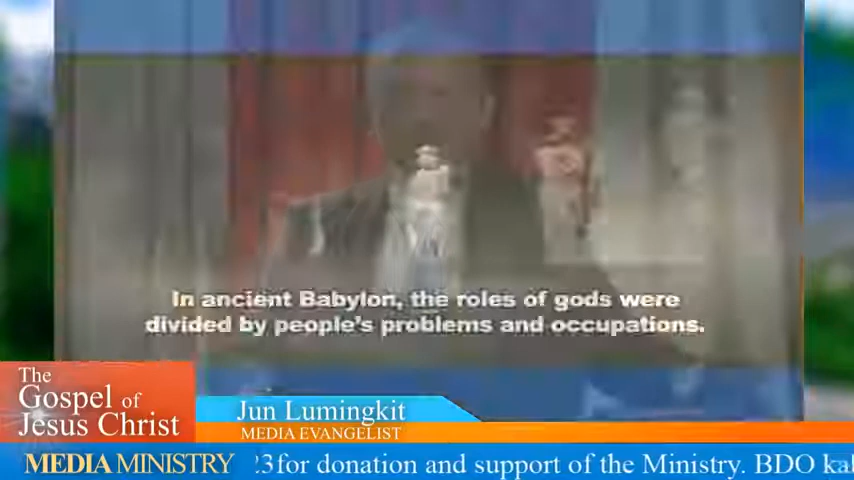 In ancient Babylon, the roles of gods were
divided by people's problems and occupations.
The
Gospel of
Jesus Christ
Jun Lumingkit
MEDIA EVANGELIST
MEDIA MINISTRY
23for donation and support of the Ministry. BDO